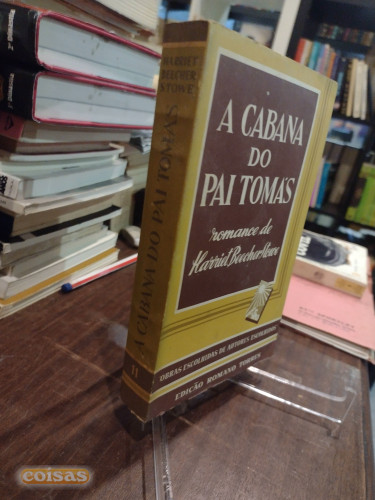 HARRIET
BEECHER
STOWE
A CABANA DO PAI TOMÁS
11
A CABANA
DO
PAI TOMÁS
romance de
Harriet Beecher Stowe
OBRAS ESCOLHIDAS DE AUTORES ESCOLHIDOS
EDIÇÃO ROMANO TORRES
coisas